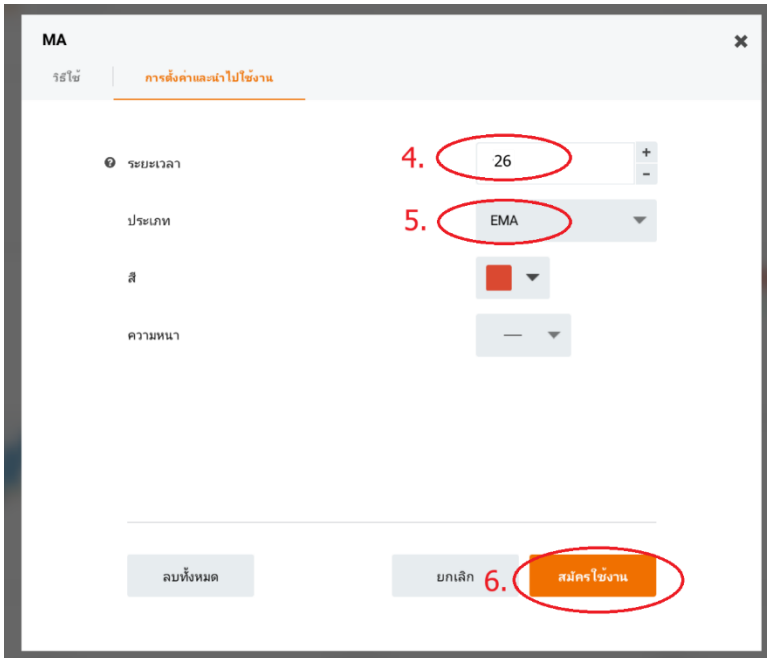 MA
วิธีใช้ การตั้งค่าและนำไปใช้งาน
ระยะเวลา 4. 26
ประเภท 5. EMA
สี
ความหนา
ลบทั้งหมด ยกเลิก 6. สมัครใช้งาน